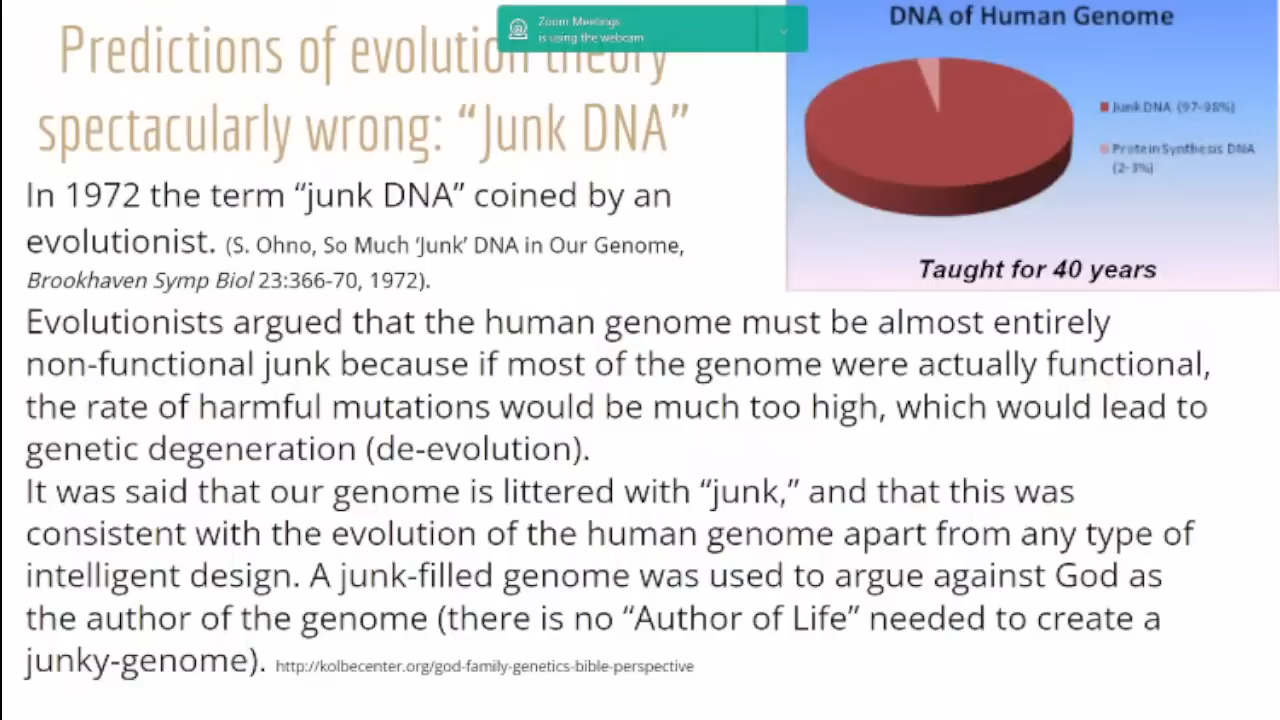 Zoom Meetings
is using the webcam
Predictions of evolution theory
spectacularly wrong: “Junk DNA”
DNA of Human Genome
Junk DNA (97-98%)
Protein Synthesis DNA
(2-3%)
Taught for 40 years
In 1972 the term “junk DNA” coined by an
evolutionist. (S. Ohno, So Much ‘Junk’ DNA in Our Genome,
Brookhaven Symp Biol 23:366-70, 1972).
Evolutionists argued that the human genome must be almost entirely
non-functional junk because if most of the genome were actually functional,
the rate of harmful mutations would be much too high, which would lead to
genetic degeneration (de-evolution).
It was said that our genome is littered with “junk,” and that this was
consistent with the evolution of the human genome apart from any type of
intelligent design. A junk-filled genome was used to argue against God as
the author of the genome (there is no “Author of Life” needed to create a
junky-genome). http://kolbecenter.org/god-family-genetics-bible-perspective